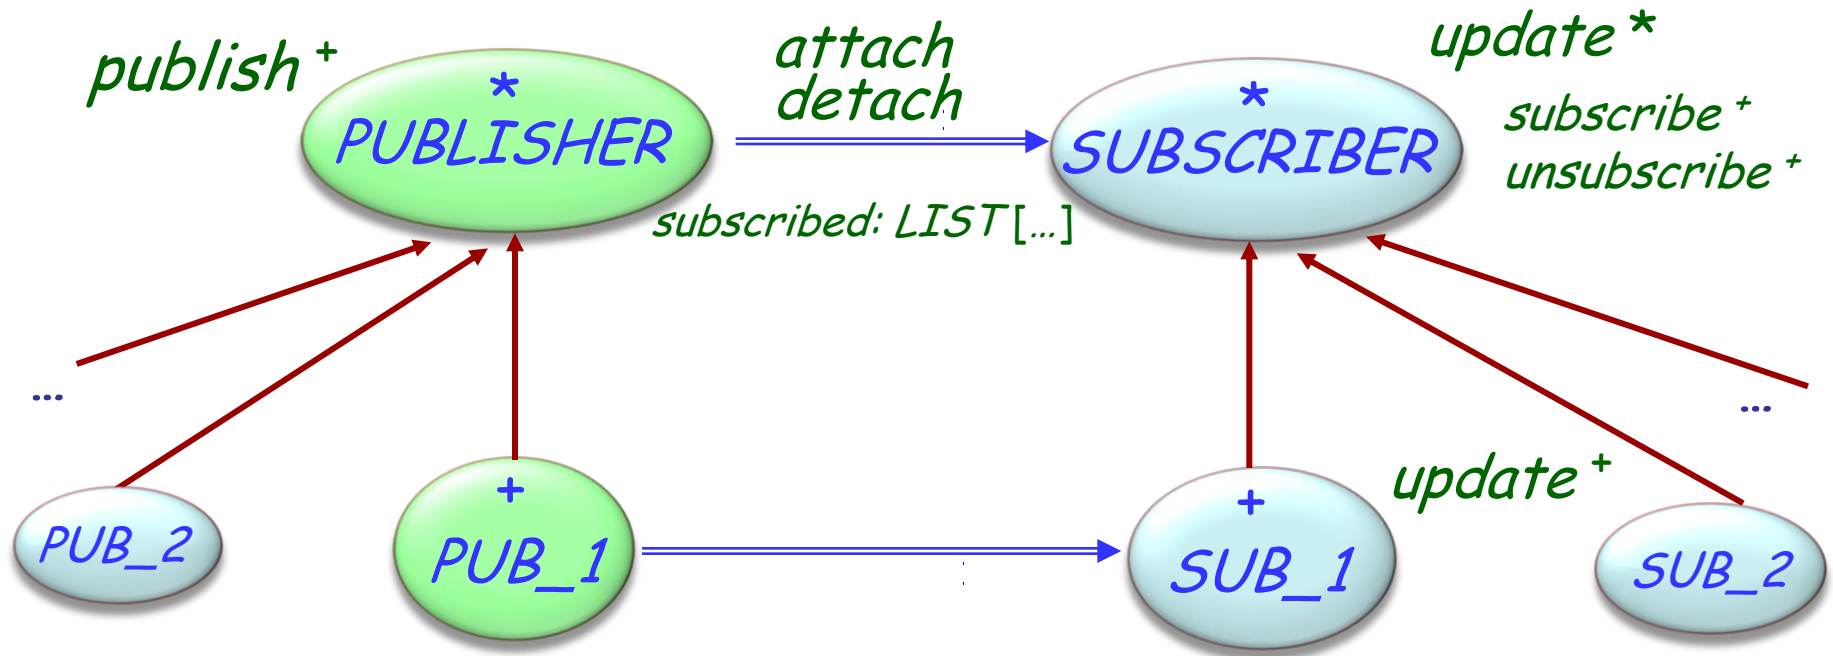 publish +
*
PUBLISHER
attach
detach
subscribed: LIST [...]
*
SUBSCRIBER
update *
subscribe +
unsubscribe +
...
...
PUB_2
+
PUB_1
+
SUB_1
update +
SUB_2